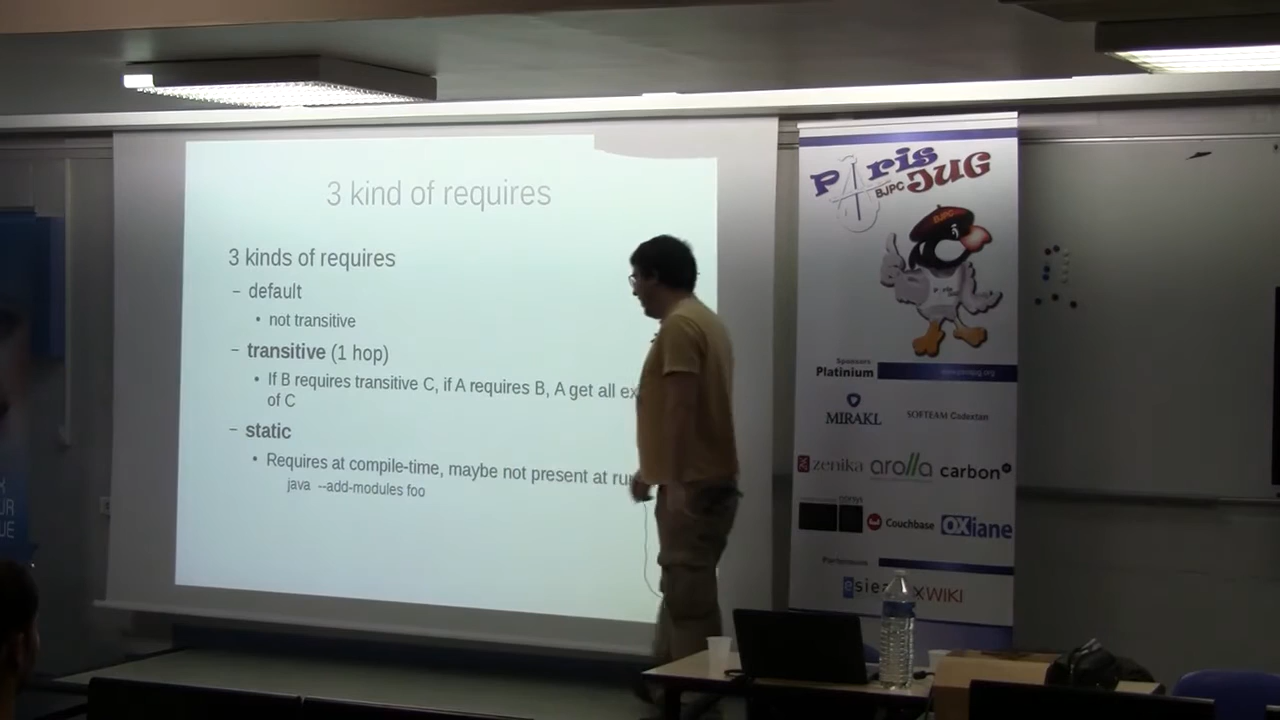 3 kind of requires
3 kinds of requires
– default
• not transitive
– transitive (1 hop)
• If B requires transitive C, if A requires B, A get all ex
of C
– static
• Requires at compile-time, maybe not present at ru
java --add-modules foo
Paris
BJPC JUG
BJPC
Sponsors
Platinium
MIRAKL
SOFTEAM Cadextan
zenika arolla carbon
Couchbase OXiane
esiea XWIKI